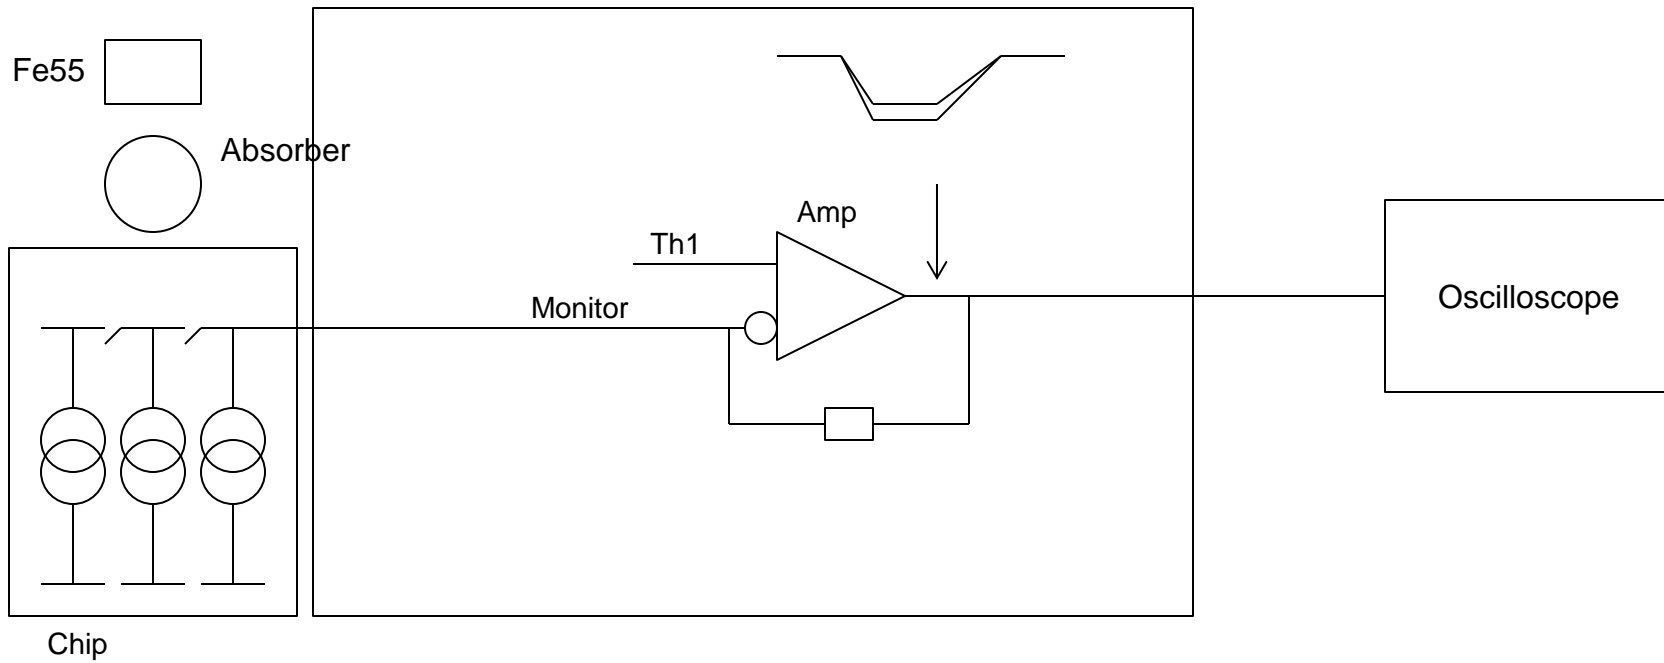 Fe55
Absorber
Amp
Th1
Monitor
Oscilloscope
Chip